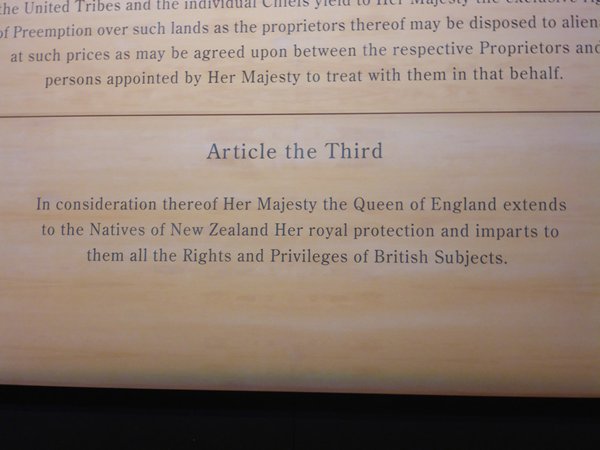 the United Tribes and the individual Chiefs yield to Her Majesty the exclusive
of Preemption over such lands as the proprietors thereof may be disposed to alien
at such prices as may be agreed upon between the respective Proprietors and
persons appointed by Her Majesty to treat with them in that behalf.
Article the Third
In consideration thereof Her Majesty the Queen of England extends
to the Natives of New Zealand Her royal protection and imparts to
them all the Rights and Privileges of British Subjects.